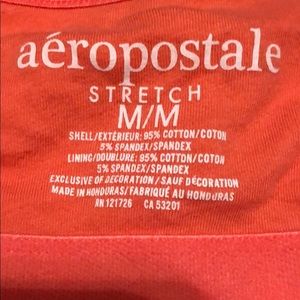 aéropostale
STRETCH
M/M
SHELL/EXTÉRIEUR: 95% COTTON/COTON
5% SPANDEX/SPANDEX
LINING/DOUBLURE: 95% COTTON/COTON
5% SPANDEX/SPANDEX
EXCLUSIVE OF DECORATION/SAUF DÉCORATION
MADE IN HONDURAS/FABRIQUÉ AU HONDURAS
RN 121726 CA 53201